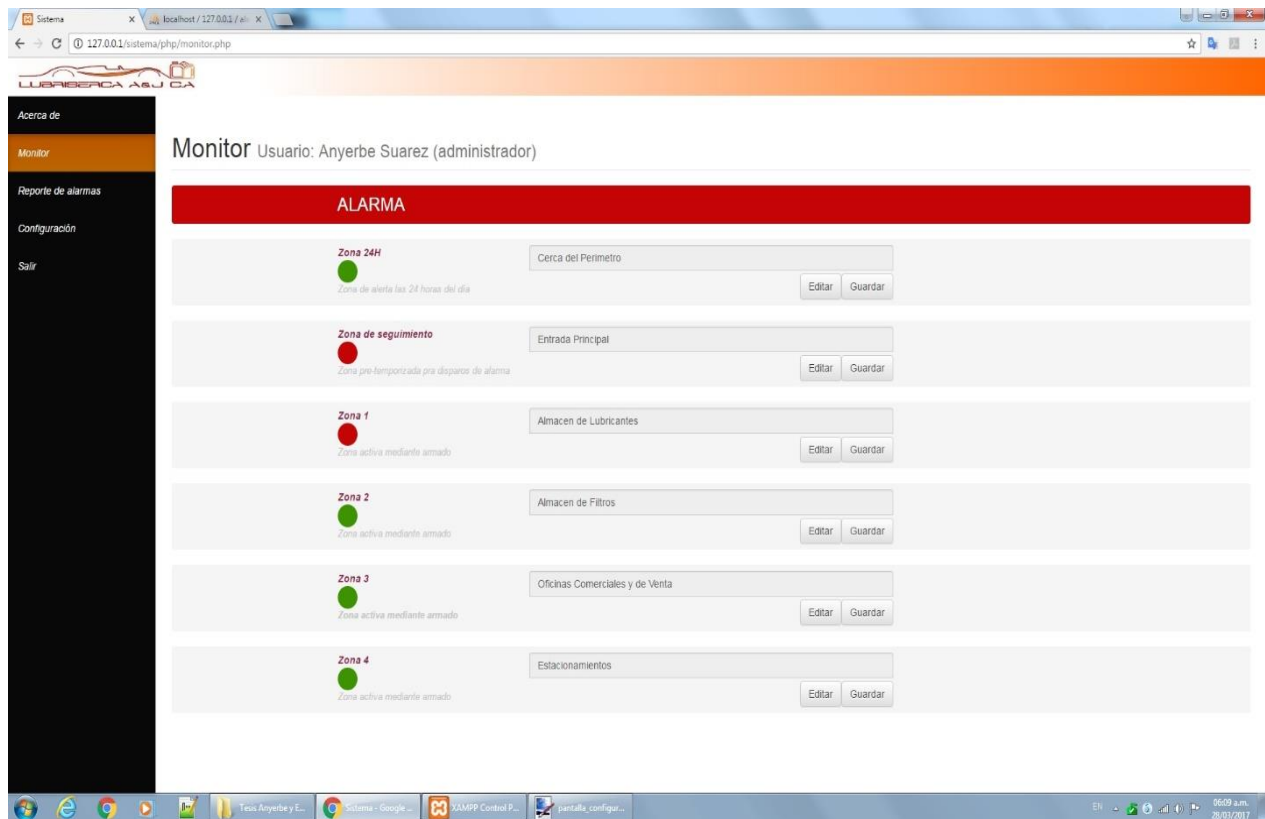 Sistema
localhost / 127.0.0.1 / al
127.0.0.1/sistema/php/monitor.php
LUBRIBERCA A&J CA
Acerca de
Monitor
Reporte de alarmas
Configuración
Salir
Monitor Usuario: Anyerbe Suarez (administrador)
ALARMA
Zona 24H
Cerca del Perimetro
Zona de alerta las 24 horas del día
Editar Guardar
Zona de seguimiento
Entrada Principal
Zona pre-temporizada pra disparos de alarma
Editar Guardar
Zona 1
Almacen de Lubricantes
Zona activa mediante armado
Editar Guardar
Zona 2
Almacen de Filtros
Zona activa mediante armado
Editar Guardar
Zona 3
Oficinas Comerciales y de Venta
Zona activa mediante armado
Editar Guardar
Zona 4
Estacionamientos
Zona activa mediante armado
Editar Guardar
Tesis Anyerbe y E...
Sistema - Google ...
XAMPP Control P...
pantalla_configur...
EN
06:09 a.m.
28/03/2017